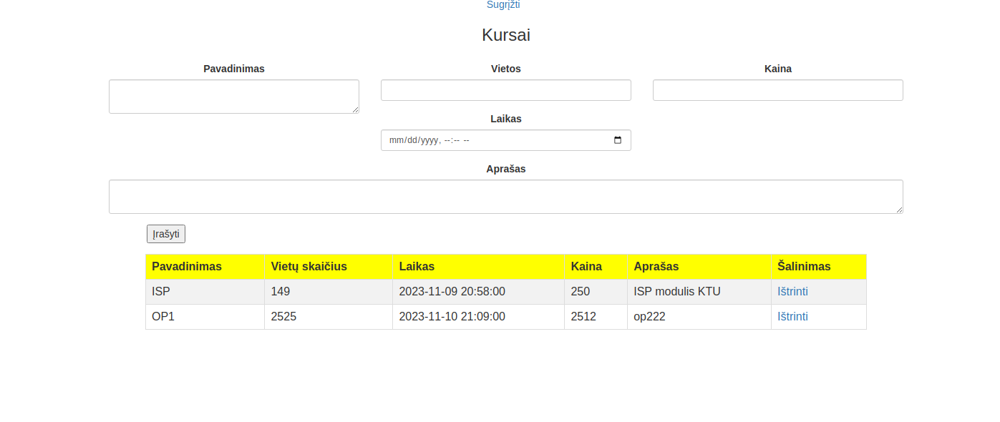 Sugrįžti
Kursai
Pavadinimas Vietos Kaina
Laikas
mm/dd/yyyy, --:-- --
Aprašas
Įrašyti
Pavadinimas Vietų skaičius Laikas Kaina Aprašas Šalinimas
ISP 149 2023-11-09 20:58:00 250 ISP modulis KTU Ištrinti
OP1 2525 2023-11-10 21:09:00 2512 op222 Ištrinti